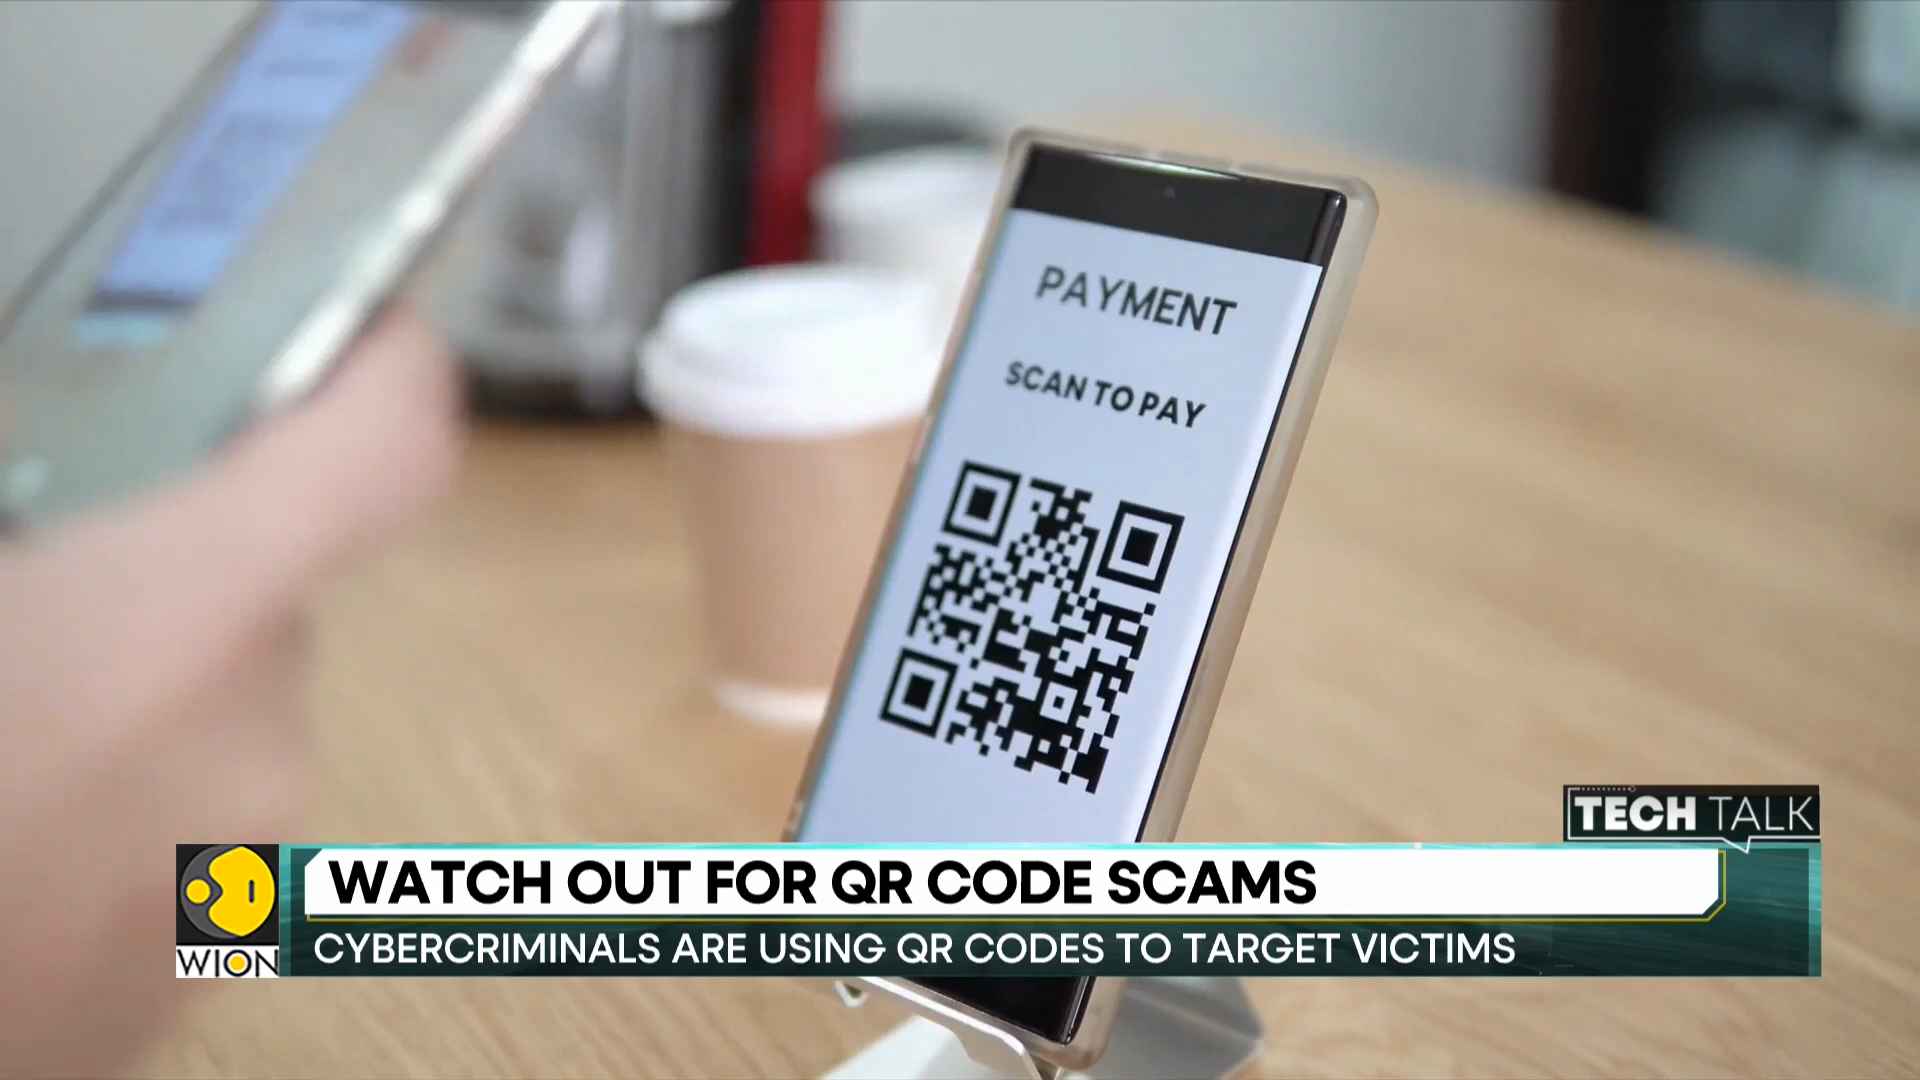 PAYMENT
SCAN TO PAY
TECH TALK
WATCH OUT FOR QR CODE SCAMS
CYBERCRIMINALS ARE USING QR CODES TO TARGET VICTIMS
WION